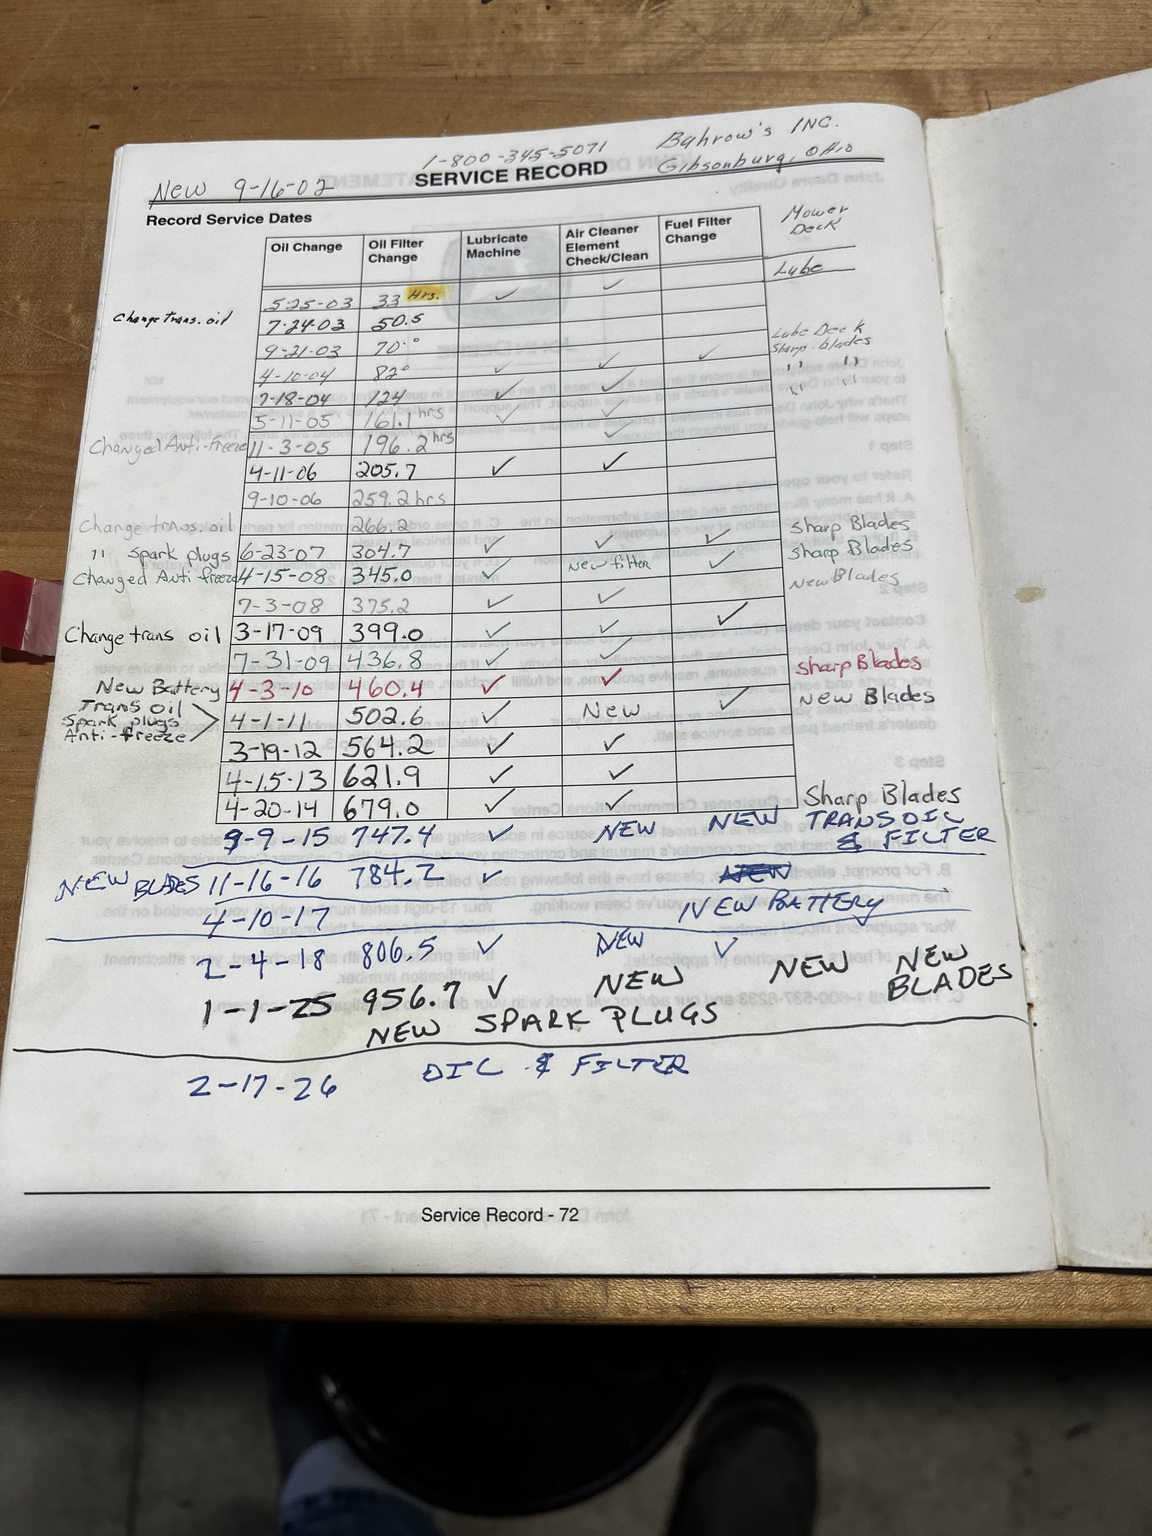 1-800-345-5071 Bahrow's INC.
New 9-16-02 SERVICE RECORD Gibsonburg, Ohio
Record Service Dates
Oil Change Oil Filter Change Lubricate Machine Air Cleaner Element Check/Clean Fuel Filter Change Mower Deck
Lube
5-25-03 33 Hrs. ✓ ✓
Change trans. oil 7-24-03 50.5
9-21-03 70 Lube Deck
4-10-04 82 ✓ ✓ ✓ Sharp. blades
7-18-04 124 ✓ ✓ " "
5-11-05 161.1 hrs ✓ ✓ " "
Changed Anti-freeze 11-3-05 196.2 hrs ✓
4-11-06 205.7 ✓ ✓
9-10-06 259.2 hrs
Change trans. oil 266.2
" spark plugs 6-23-07 304.7 ✓ ✓ ✓ Sharp Blades
Changed Anti freeze 4-15-08 345.0 ✓ New filter ✓ Sharp Blades
7-3-08 375.2 ✓ ✓ New Blades
Change trans oil 3-17-09 399.0 ✓ ✓ ✓
7-31-09 436.8 ✓ ✓
New Battery 4-3-10 460.4 ✓ ✓ Sharp Blades
Trans oil
Spark plugs 4-1-11 502.6 ✓ New ✓ New Blades
Anti-freeze
3-19-12 564.2 ✓ ✓
4-15-13 621.9 ✓ ✓
4-20-14 679.0 ✓ ✓ Sharp Blades
9-9-15 747.4 ✓ NEW NEW TRANS OIL
& FILTER
NEW BLADES 11-16-16 784.2 ✓ NEW
4-10-17 NEW BATTERY
2-4-18 806.5 ✓ NEW ✓
1-1-25 956.7 ✓ NEW NEW NEW BLADES
NEW SPARK PLUGS
2-17-26 OIL & FILTER
Service Record - 72